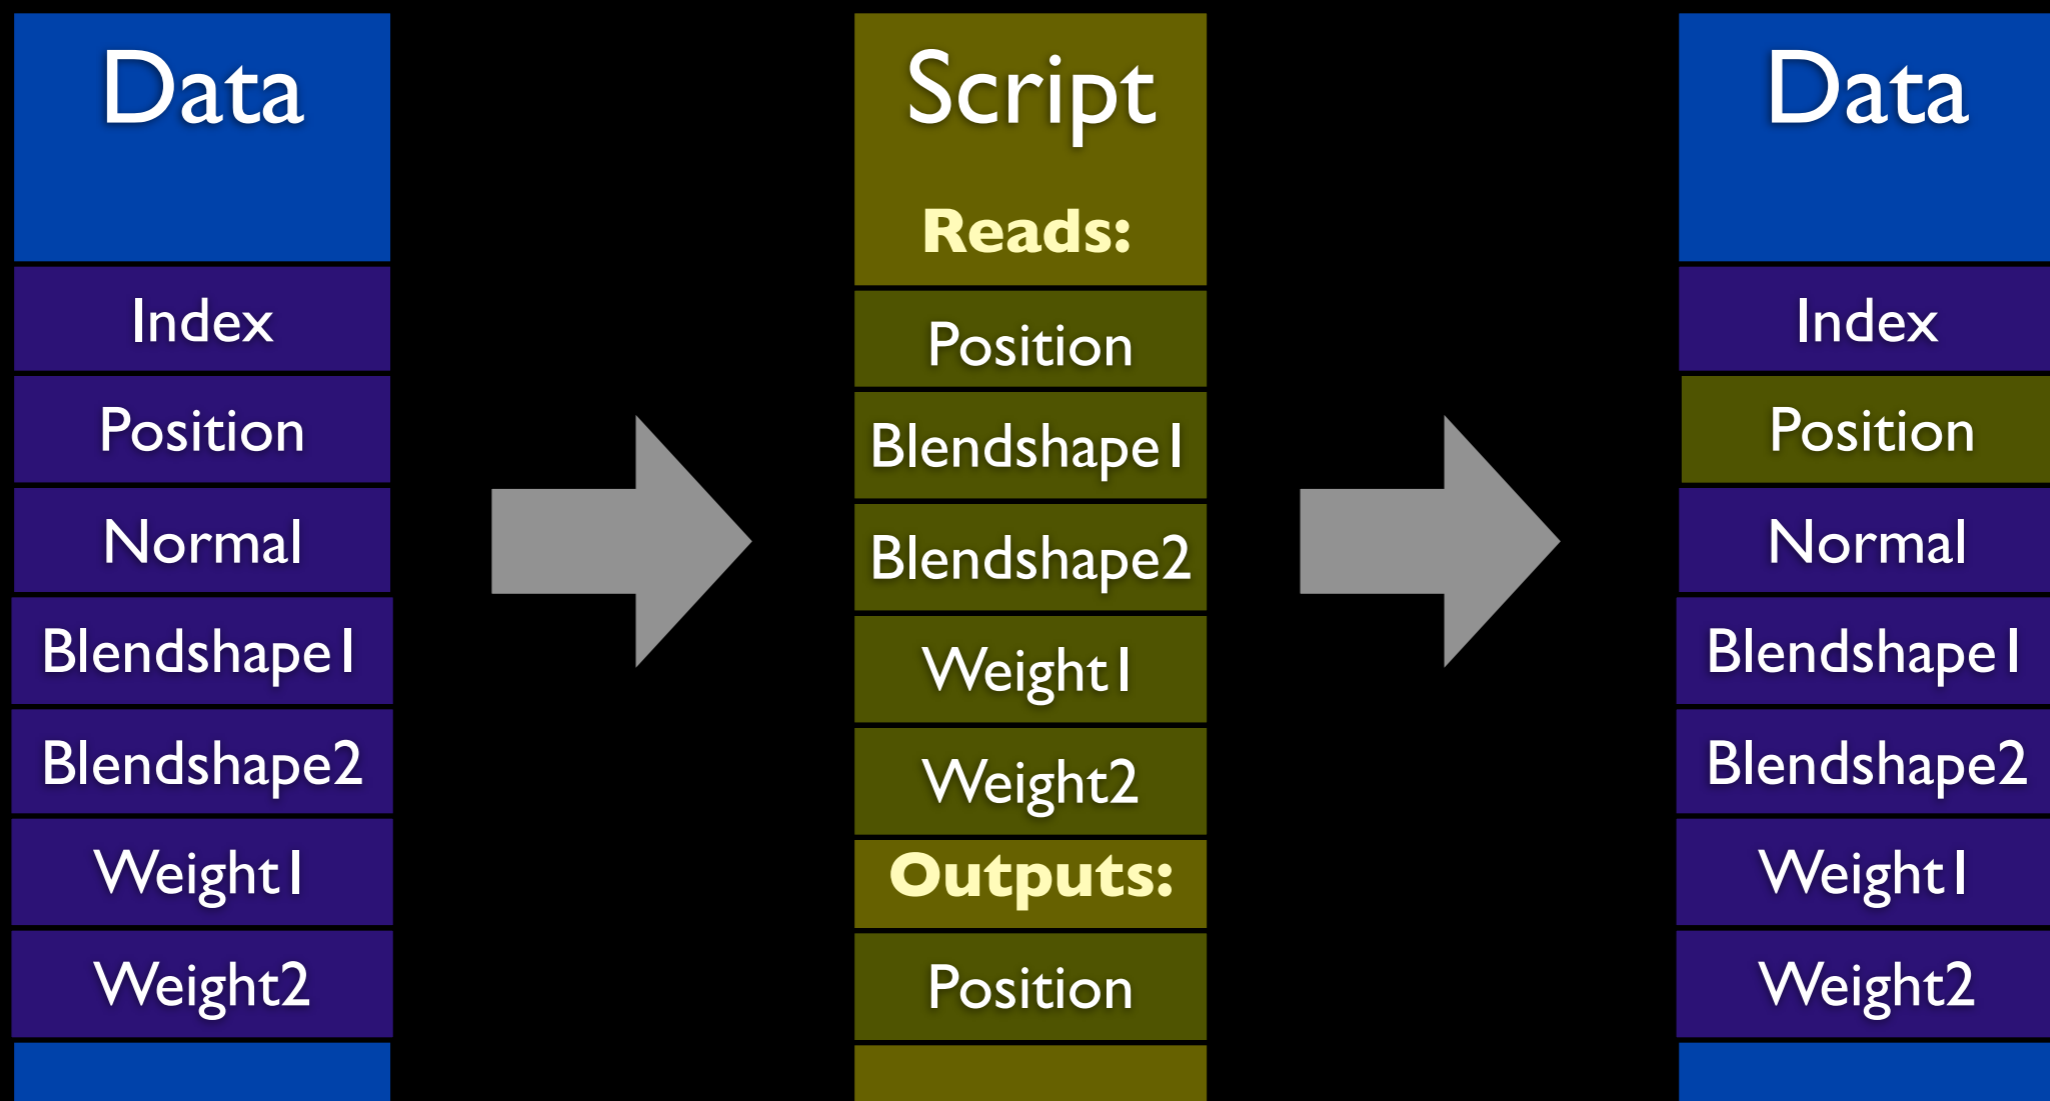 Data
Index
Position
Normal
Blendshape1
Blendshape2
Weight1
Weight2
Script
Reads:
Position
Blendshape1
Blendshape2
Weight1
Weight2
Outputs:
Position
Data
Index
Position
Normal
Blendshape1
Blendshape2
Weight1
Weight2